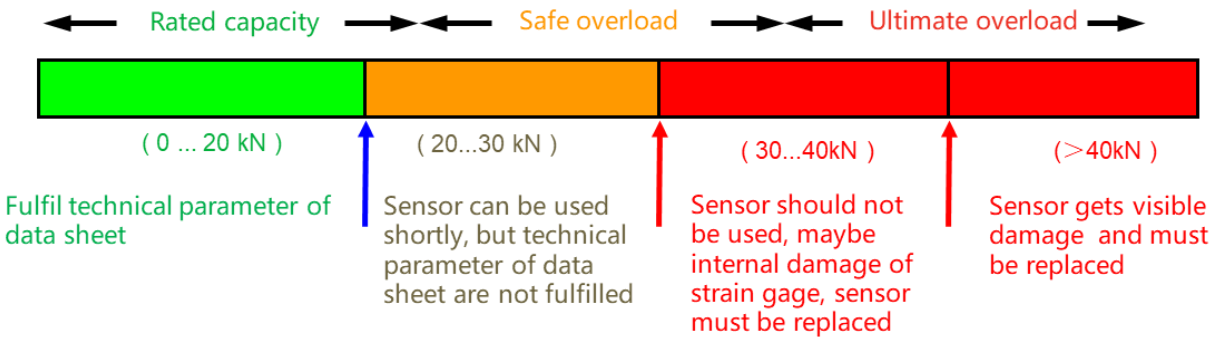 Rated capacity
Safe overload
Ultimate overload
( 0 ... 20 kN )
( 20...30 kN )
( 30...40kN )
(＞40kN )
Fulfil technical parameter of
data sheet
Sensor can be used
shortly, but technical
parameter of data
sheet are not fulfilled
Sensor should not
be used, maybe
internal damage of
strain gage, sensor
must be replaced
Sensor gets visible
damage and must
be replaced